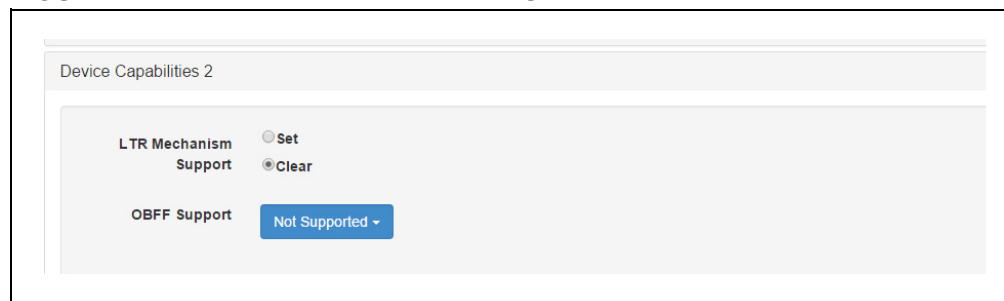 Device Capabilities 2
LTR Mechanism
Support
Set
Clear
OBFF Support
Not Supported